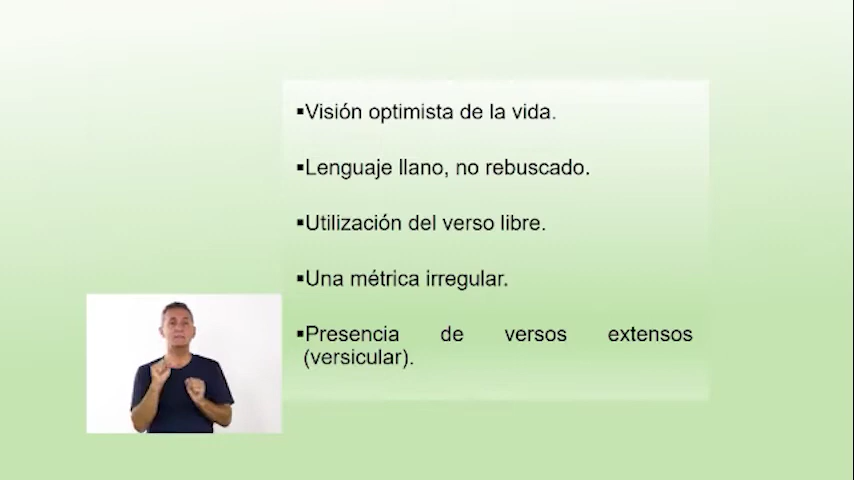 ▪Visión optimista de la vida.
▪Lenguaje llano, no rebuscado.
▪Utilización del verso libre.
▪Una métrica irregular.
▪Presencia de versos extensos
(versicular).